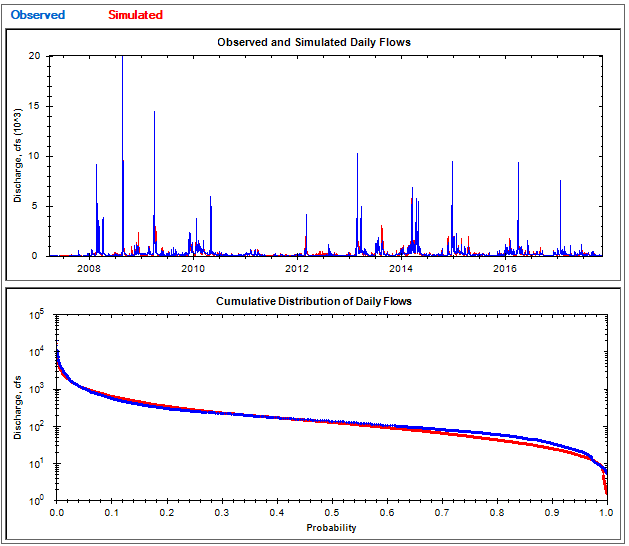 Observed Simulated
Observed and Simulated Daily Flows
Discharge, cfs (10^3)
20
15
10
5
0
2008 2010 2012 2014 2016
Cumulative Distribution of Daily Flows
Discharge, cfs
10^5
10^4
10^3
10^2
10^1
10^0
0.0 0.1 0.2 0.3 0.4 0.5 0.6 0.7 0.8 0.9 1.0
Probability